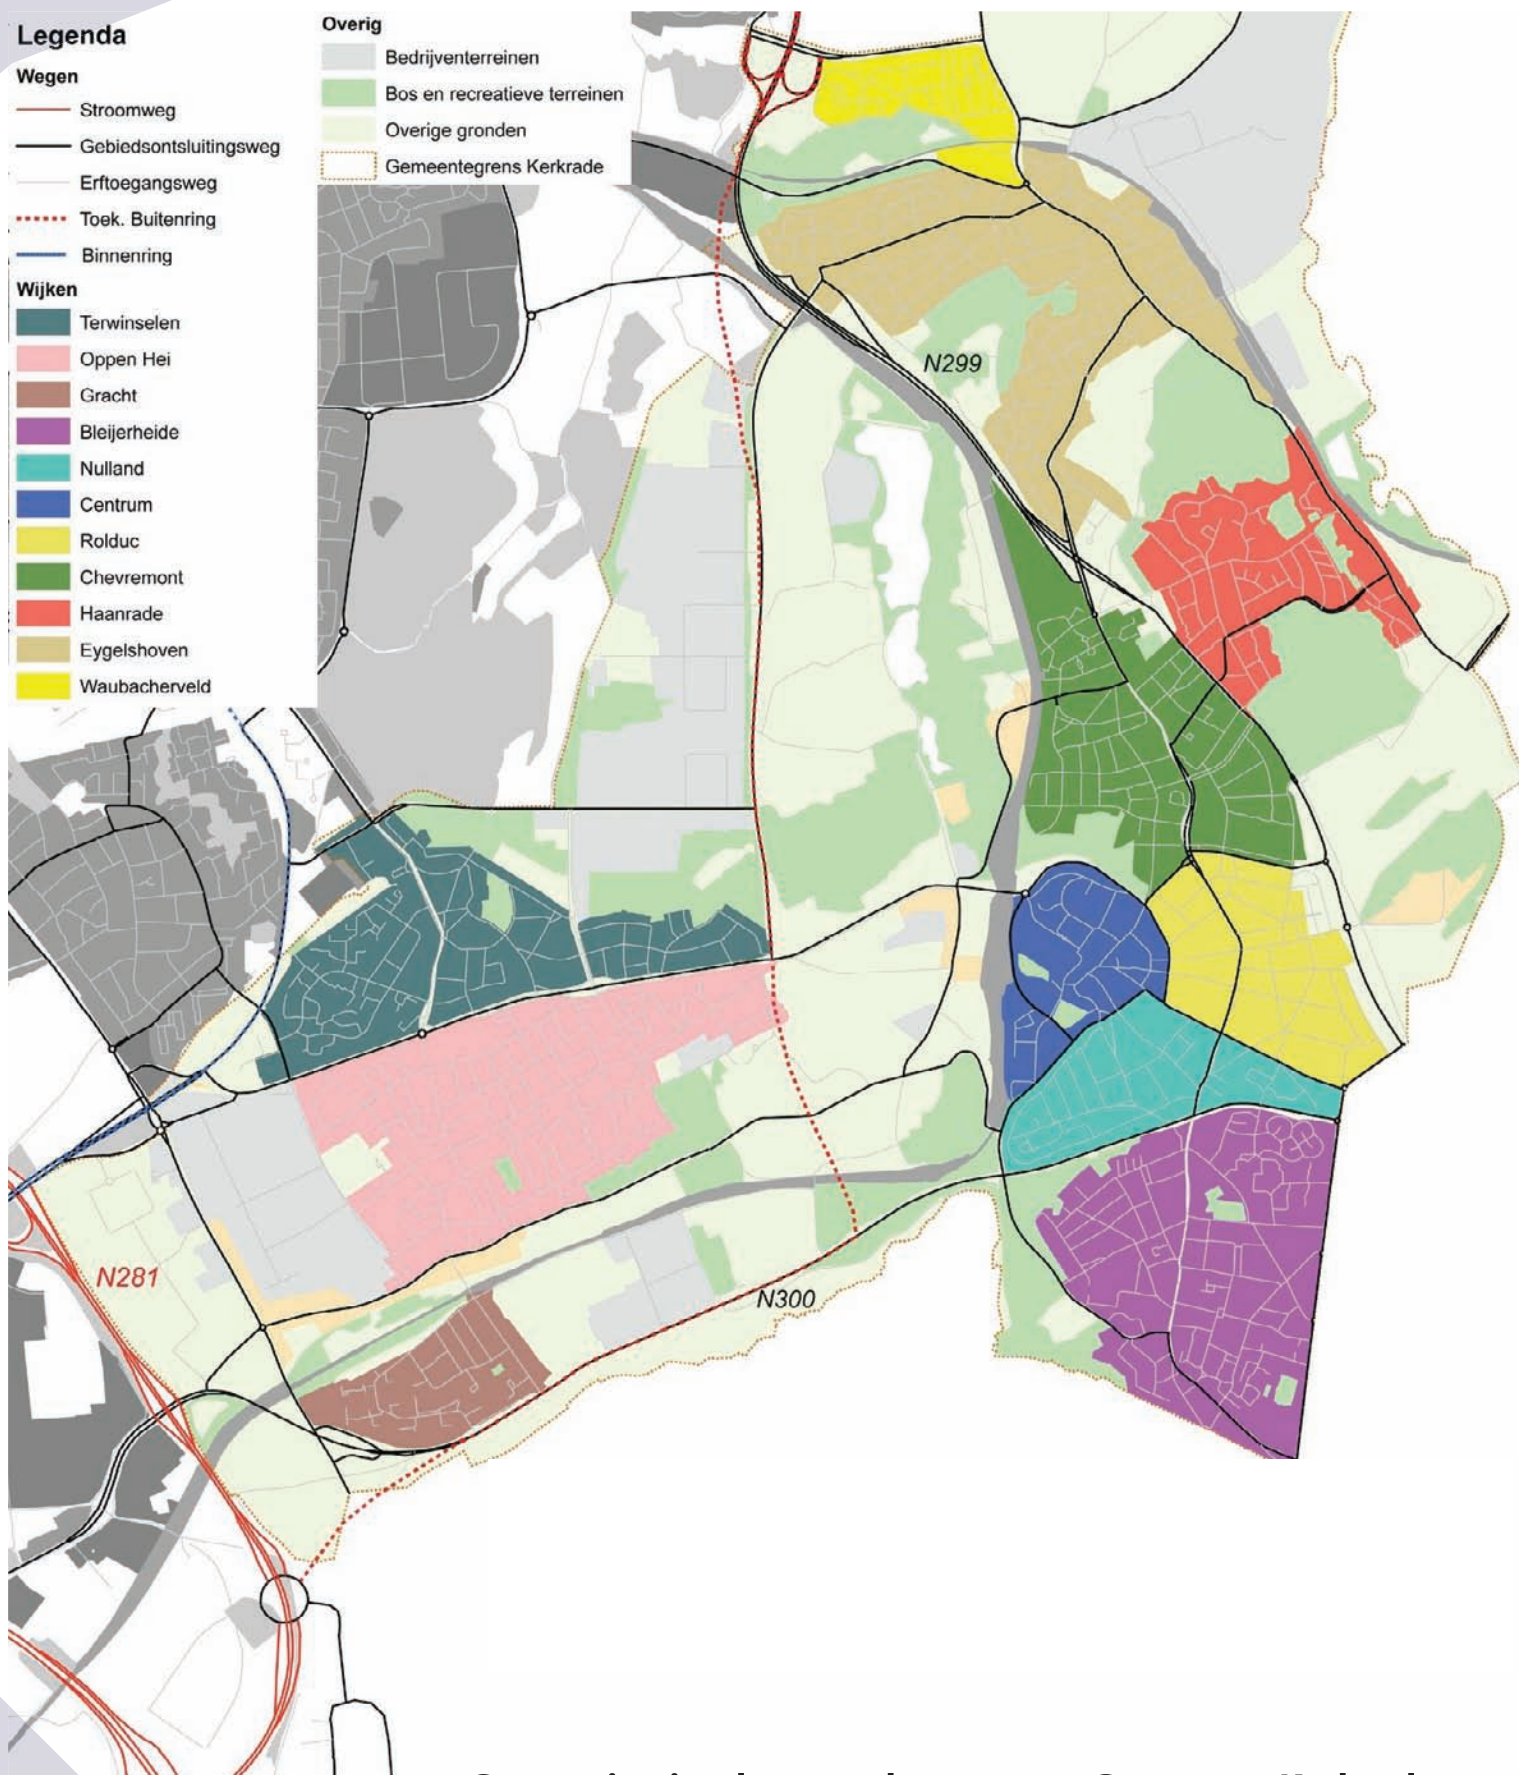 Legenda
Wegen
Stroomweg
Gebiedsontsluitingsweg
Erftoegangsweg
Toek. Buitenring
Binnenring
Wijken
Terwinselen
Oppen Hei
Gracht
Bleijerheide
Nulland
Centrum
Rolduc
Chevremont
Haanrade
Eygelshoven
Waubacherveld
Overig
Bedrijventerreinen
Bos en recreatieve terreinen
Overige gronden
Gemeentegrens Kerkrade
N299
N281
N300